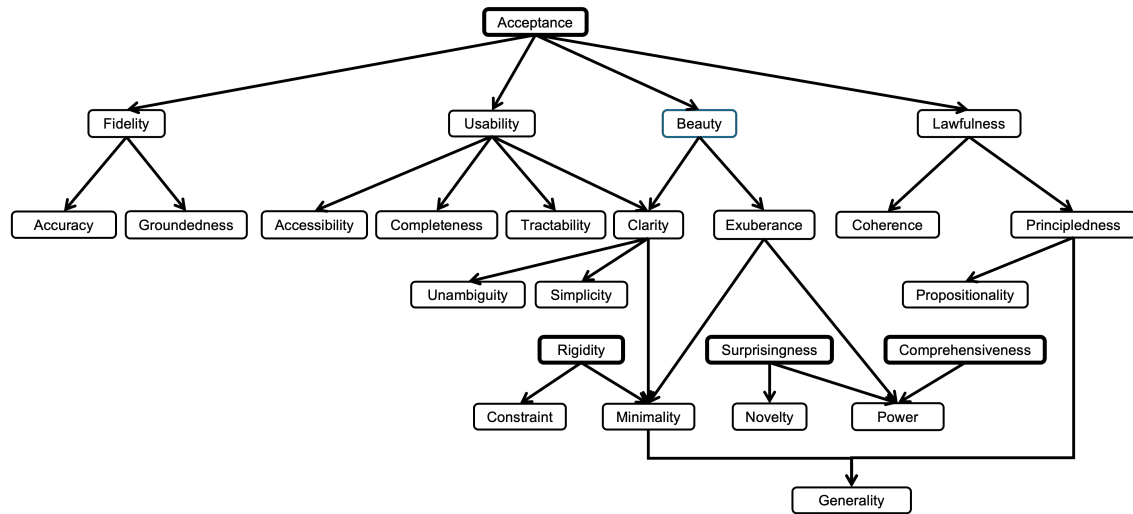 Acceptance
Fidelity
Usability
Beauty
Lawfulness
Accuracy
Groundedness
Accessibility
Completeness
Tractability
Clarity
Exuberance
Coherence
Principledness
Unambiguity
Simplicity
Propositionality
Rigidity
Surprisingness
Comprehensiveness
Constraint
Minimality
Novelty
Power
Generality